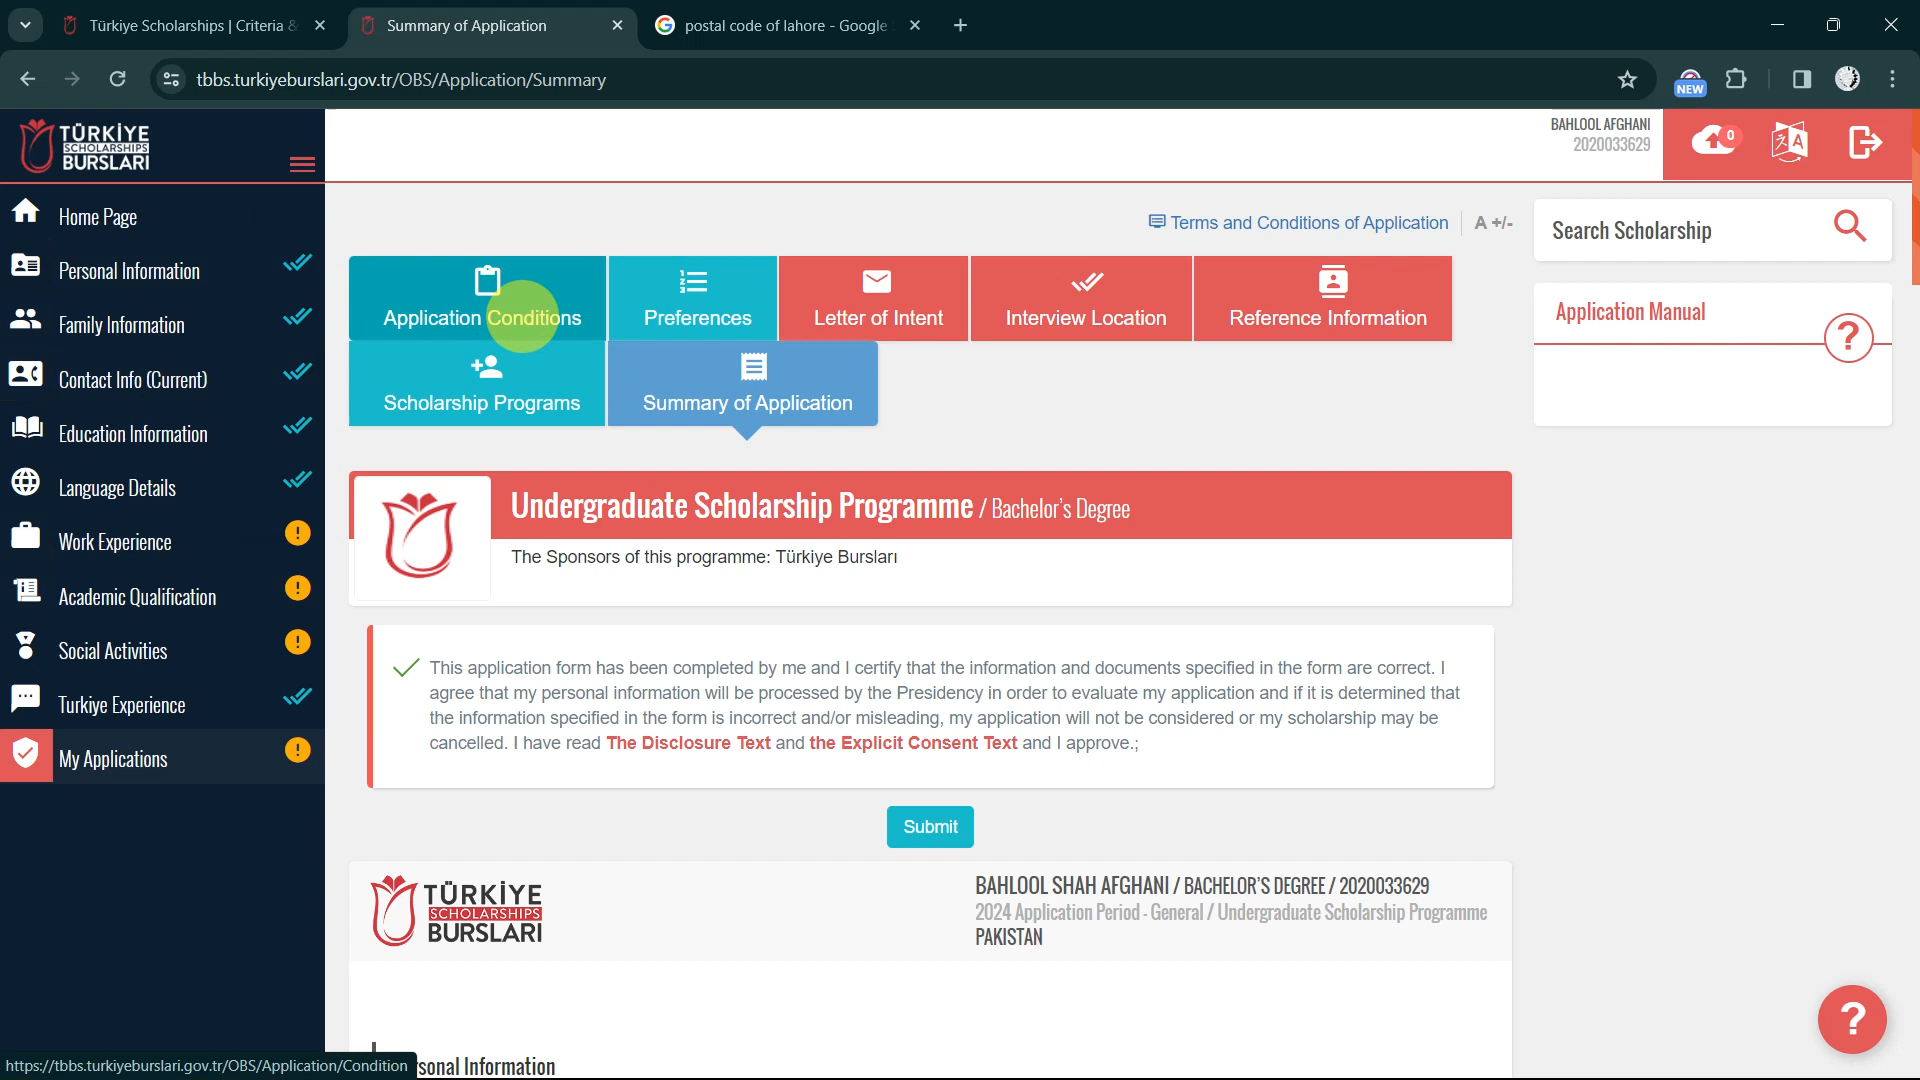 Türkiye Scholarships | Criteria &
Summary of Application
postal code of lahore - Google
tbbs.turkiyeburslari.gov.tr/OBS/Application/Summary
NEW
TÜRKİYE
SCHOLARSHIPS
BURSLARI
BAHLOOL AFGHANI
2020033629
0
A
Home Page
Personal Information
Family Information
Contact Info (Current)
Education Information
Language Details
Work Experience
!
Academic Qualification
!
Social Activities
!
Turkiye Experience
My Applications
!
Terms and Conditions of Application
A +/-
Application Conditions
Preferences
Letter of Intent
Interview Location
Reference Information
Scholarship Programs
Summary of Application
Search Scholarship
Application Manual
?
Undergraduate Scholarship Programme / Bachelor's Degree
The Sponsors of this programme: Türkiye Bursları
This application form has been completed by me and I certify that the information and documents specified in the form are correct. I
agree that my personal information will be processed by the Presidency in order to evaluate my application and if it is determined that
the information specified in the form is incorrect and/or misleading, my application will not be considered or my scholarship may be
cancelled. I have read The Disclosure Text and the Explicit Consent Text and I approve.;
Submit
TÜRKİYE
SCHOLARSHIPS
BURSLARI
BAHLOOL SHAH AFGHANI / BACHELOR'S DEGREE / 2020033629
2024 Application Period - General / Undergraduate Scholarship Programme
PAKISTAN
?
https://tbbs.turkiyeburslari.gov.tr/OBS/Application/Condition
sonal Information